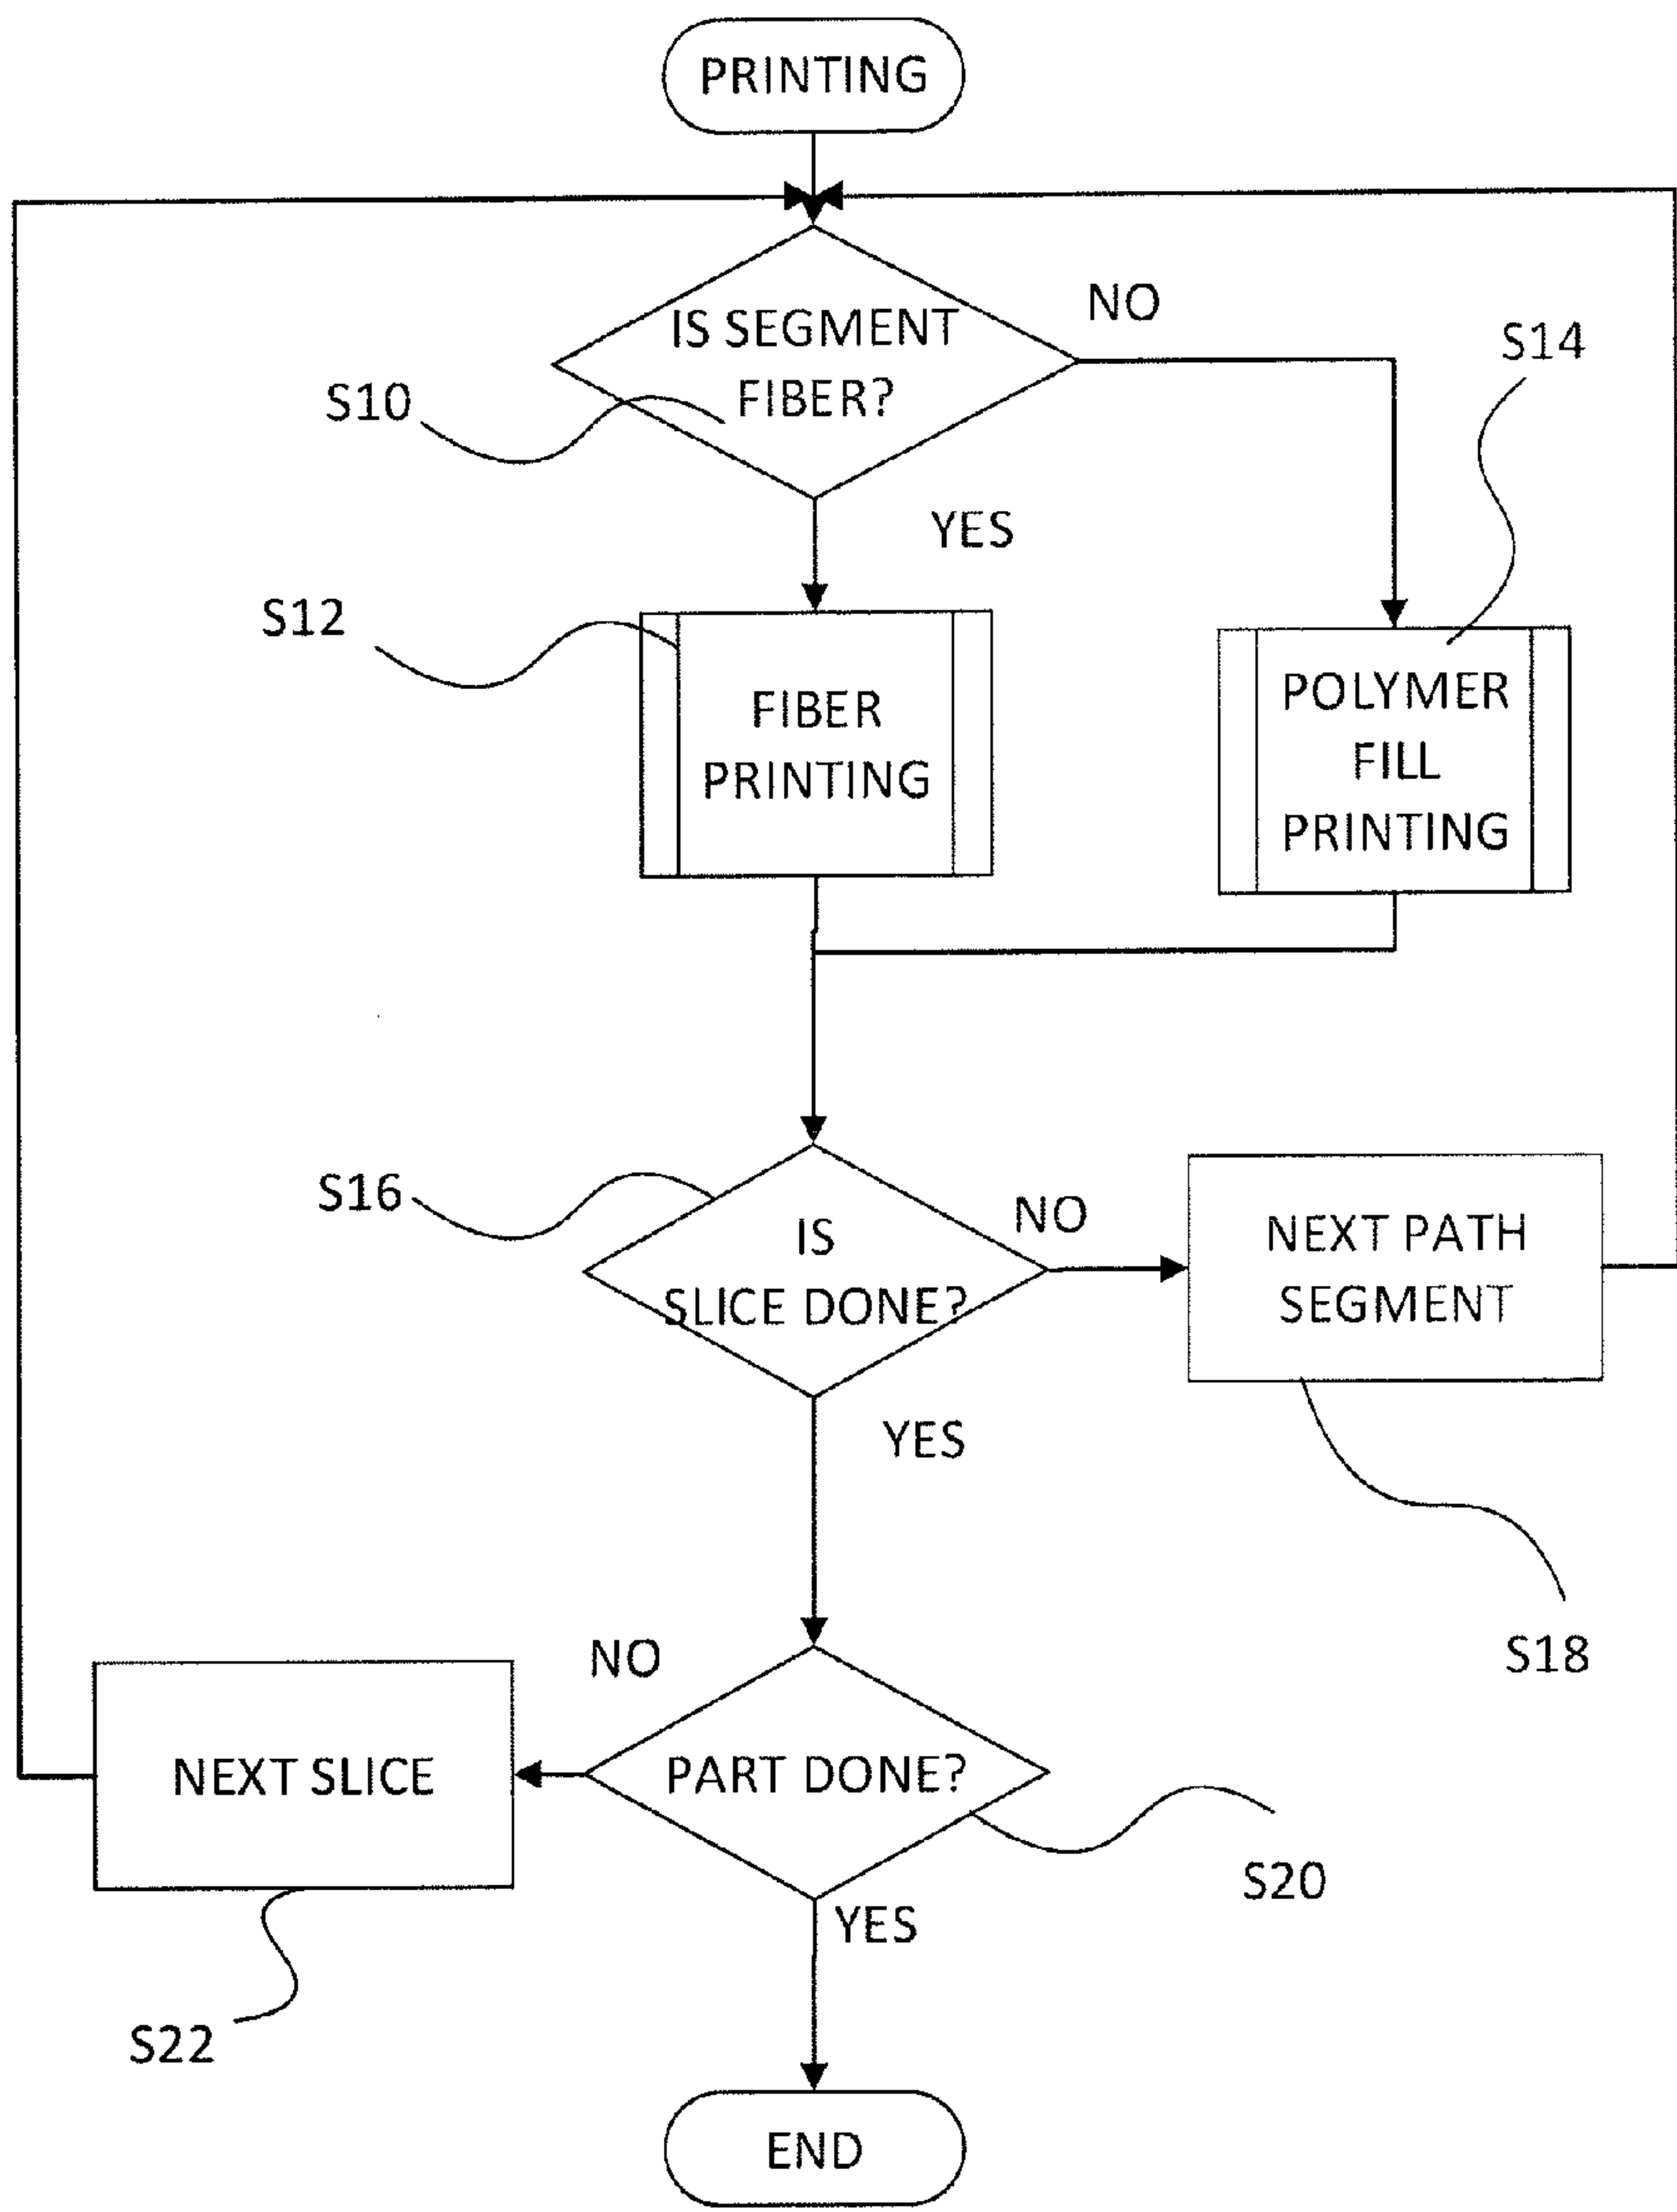 PRINTING
NO
IS SEGMENT
FIBER?
S10
S14
YES
S12
FIBER
PRINTING
POLYMER
FILL
PRINTING
S16
IS
SLICE DONE?
NO
NEXT PATH
SEGMENT
YES
S18
NO
NEXT SLICE
PART DONE?
S20
YES
S22
END